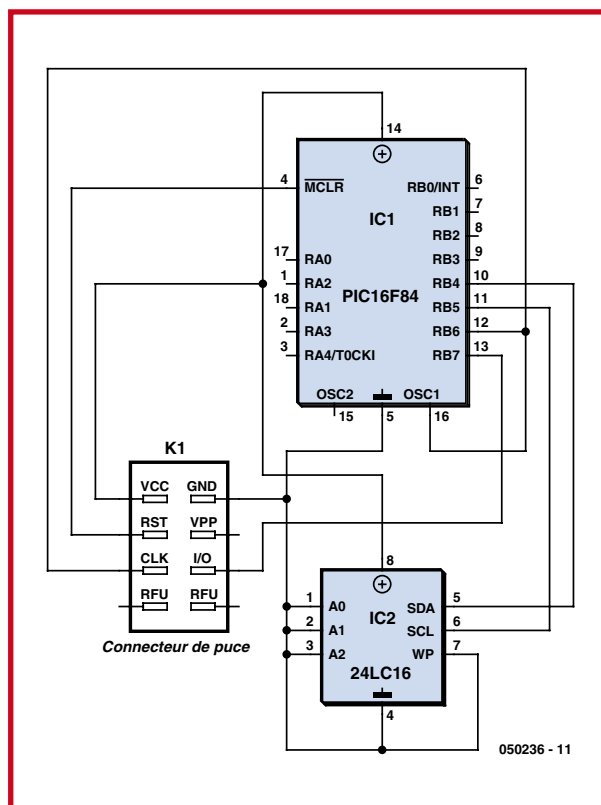 14
4
MCLR
RB0/INT
6
IC1
RB1
7
RB2
8
17
RA0
RB3
9
1
RA2
PIC16F84
RB4
10
18
RA1
RB5
11
2
RA3
RB6
12
3
RA4/T0CKI
RB7
13
OSC2
OSC1
15
5
16
K1
VCC
GND
RST
VPP
CLK
I/O
RFU
RFU
Connecteur de puce
8
1
A0
SDA
5
2
A1
IC2
SCL
6
3
A2
WP
7
24LC16
4
050236 - 11